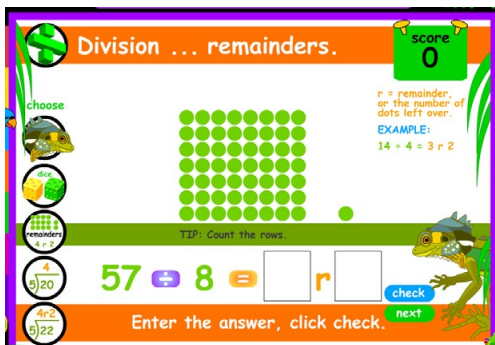 Division ... remainders.
score
0
choose
r = remainder,
or the number of
dots left over.
EXAMPLE:
14 ÷ 4 = 3 r 2
dice
remainders
4 r 2
TIP: Count the rows.
4
5)20
57 ÷ 8 = r
check
next
4r2
5)22
Enter the answer, click check.